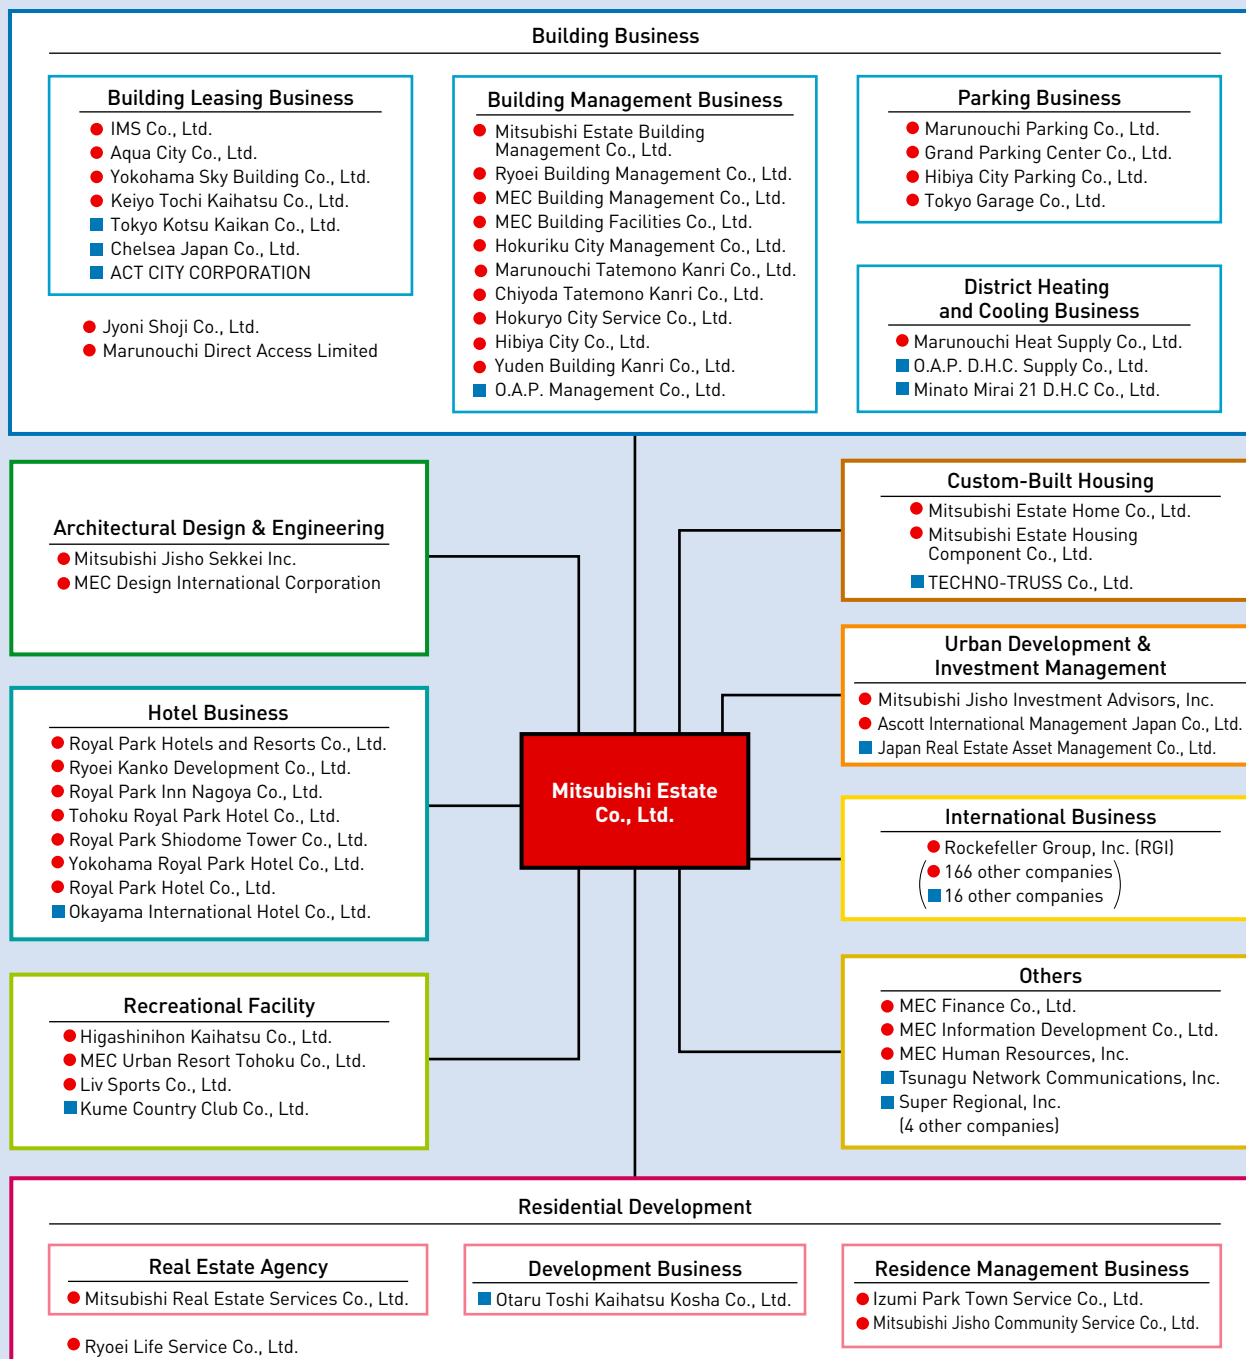 Building Business
Building Leasing Business
IMS Co., Ltd.
Aqua City Co., Ltd.
Yokohama Sky Building Co., Ltd.
Keiyo Tochi Kaihatsu Co., Ltd.
Tokyo Kotsu Kaikan Co., Ltd.
Chelsea Japan Co., Ltd.
ACT CITY CORPORATION
Jyoni Shoji Co., Ltd.
Marunouchi Direct Access Limited
Building Management Business
Mitsubishi Estate Building
Management Co., Ltd.
Ryoei Building Management Co., Ltd.
MEC Building Management Co., Ltd.
MEC Building Facilities Co., Ltd.
Hokuriku City Management Co., Ltd.
Marunouchi Tatemono Kanri Co., Ltd.
Chiyoda Tatemono Kanri Co., Ltd.
Hokuryo City Service Co., Ltd.
Hibiya City Co., Ltd.
Yuden Building Kanri Co., Ltd.
O.A.P. Management Co., Ltd.
Parking Business
Marunouchi Parking Co., Ltd.
Grand Parking Center Co., Ltd.
Hibiya City Parking Co., Ltd.
Tokyo Garage Co., Ltd.
District Heating
and Cooling Business
Marunouchi Heat Supply Co., Ltd.
O.A.P. D.H.C. Supply Co., Ltd.
Minato Mirai 21 D.H.C Co., Ltd.
Architectural Design & Engineering
Mitsubishi Jisho Sekkei Inc.
MEC Design International Corporation
Hotel Business
Royal Park Hotels and Resorts Co., Ltd.
Ryoei Kanko Development Co., Ltd.
Royal Park Inn Nagoya Co., Ltd.
Tohoku Royal Park Hotel Co., Ltd.
Royal Park Shiodome Tower Co., Ltd.
Yokohama Royal Park Hotel Co., Ltd.
Royal Park Hotel Co., Ltd.
Okayama International Hotel Co., Ltd.
Recreational Facility
Higashinihon Kaihatsu Co., Ltd.
MEC Urban Resort Tohoku Co., Ltd.
Liv Sports Co., Ltd.
Kume Country Club Co., Ltd.
Mitsubishi Estate
Co., Ltd.
Custom-Built Housing
Mitsubishi Estate Home Co., Ltd.
Mitsubishi Estate Housing
Component Co., Ltd.
TECHNO-TRUSS Co., Ltd.
Urban Development &
Investment Management
Mitsubishi Jisho Investment Advisors, Inc.
Ascott International Management Japan Co., Ltd.
Japan Real Estate Asset Management Co., Ltd.
International Business
Rockefeller Group, Inc. (RGI)
166 other companies
16 other companies
Others
MEC Finance Co., Ltd.
MEC Information Development Co., Ltd.
MEC Human Resources, Inc.
Tsunagu Network Communications, Inc.
Super Regional, Inc.
(4 other companies)
Residential Development
Real Estate Agency
Mitsubishi Real Estate Services Co., Ltd.
Ryoei Life Service Co., Ltd.
Development Business
Otaru Toshi Kaihatsu Kosha Co., Ltd.
Residence Management Business
Izumi Park Town Service Co., Ltd.
Mitsubishi Jisho Community Service Co., Ltd.